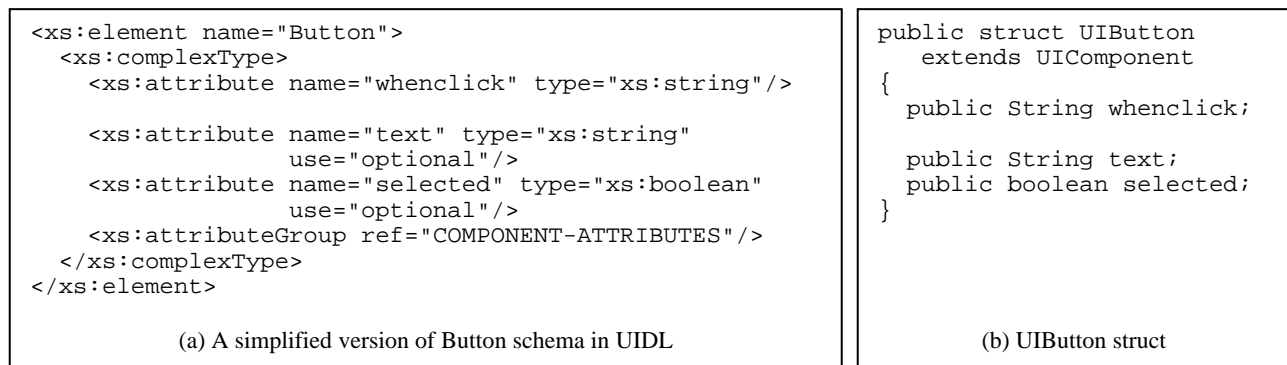 <xs:element name="Button">
  <xs:complexType>
    <xs:attribute name="whenclick" type="xs:string"/>

    <xs:attribute name="text" type="xs:string"
                  use="optional"/>
    <xs:attribute name="selected" type="xs:boolean"
                  use="optional"/>
    <xs:attributeGroup ref="COMPONENT-ATTRIBUTES"/>
  </xs:complexType>
</xs:element>
(a) A simplified version of Button schema in UIDL
public struct UIButton
   extends UIComponent
{
  public String whenclick;

  public String text;
  public boolean selected;
}
(b) UIButton struct